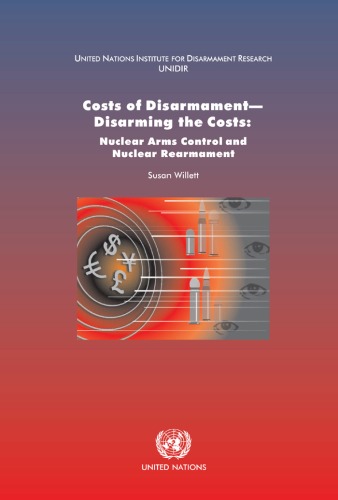 UNITED NATIONS INSTITUTE FOR DISARMAMENT RESEARCH
UNIDIR
Costs of Disarmament—
Disarming the Costs:
Nuclear Arms Control and
Nuclear Rearmament
Susan Willett
$
€ ¥
£
UNITED NATIONS